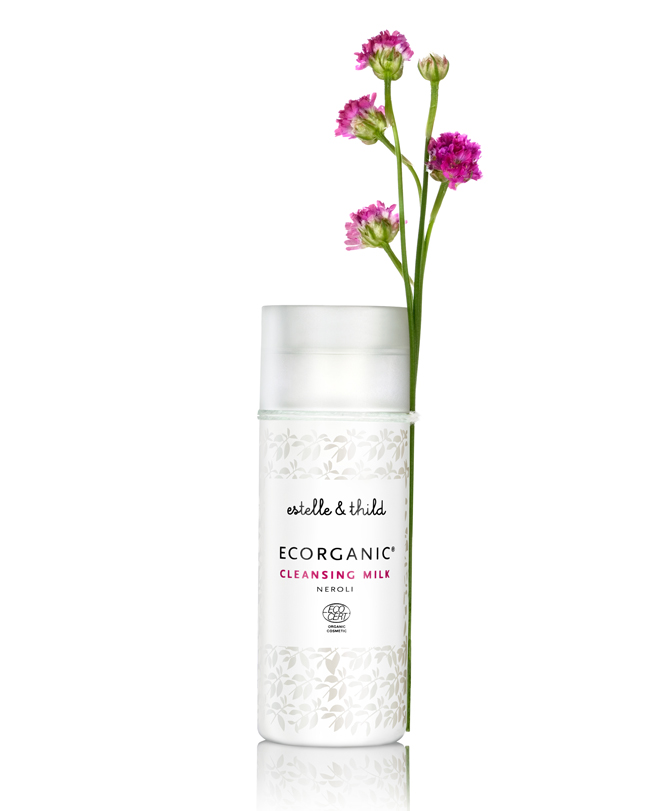 estelle & thild
ECORGANIC®
CLEANSING MILK
NEROLI
ECO
CERT
ORGANIC
COSMETIC